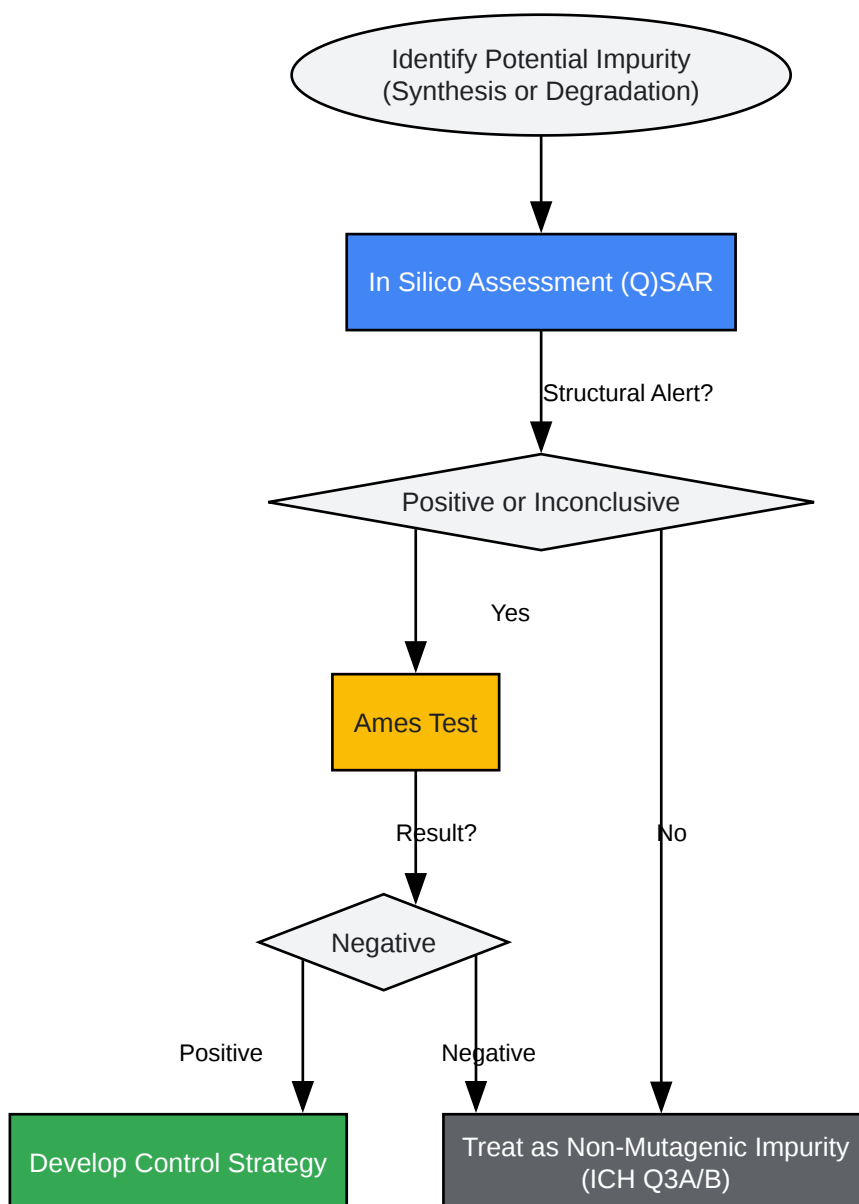 Identify Potential Impurity
(Synthesis or Degradation)
In Silico Assessment (Q)SAR
Structural Alert?
Positive or Inconclusive
Yes
Ames Test
Result?
No
Negative
Positive
Negative
Develop Control Strategy
Treat as Non-Mutagenic Impurity
(ICH Q3A/B)